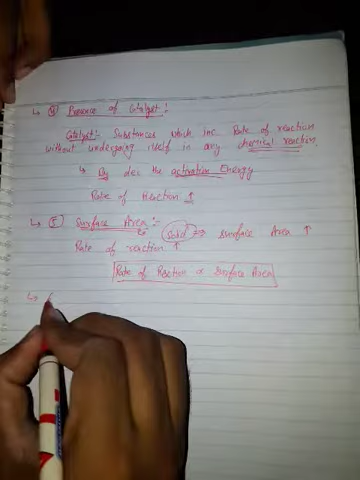 ↳ (4) Presence of Catalyst:
Catalyst:- Substances which inc Rate of reaction
without undergoing itself in any chemical reaction
↳ By dec the activation Energy
Rate of Reaction ↑
↳ (5) Surface Area:-
Solid ⇒ surface Area ↑
Rate of reaction ↑
Rate of Reaction ∝ Surface Area
↳ (